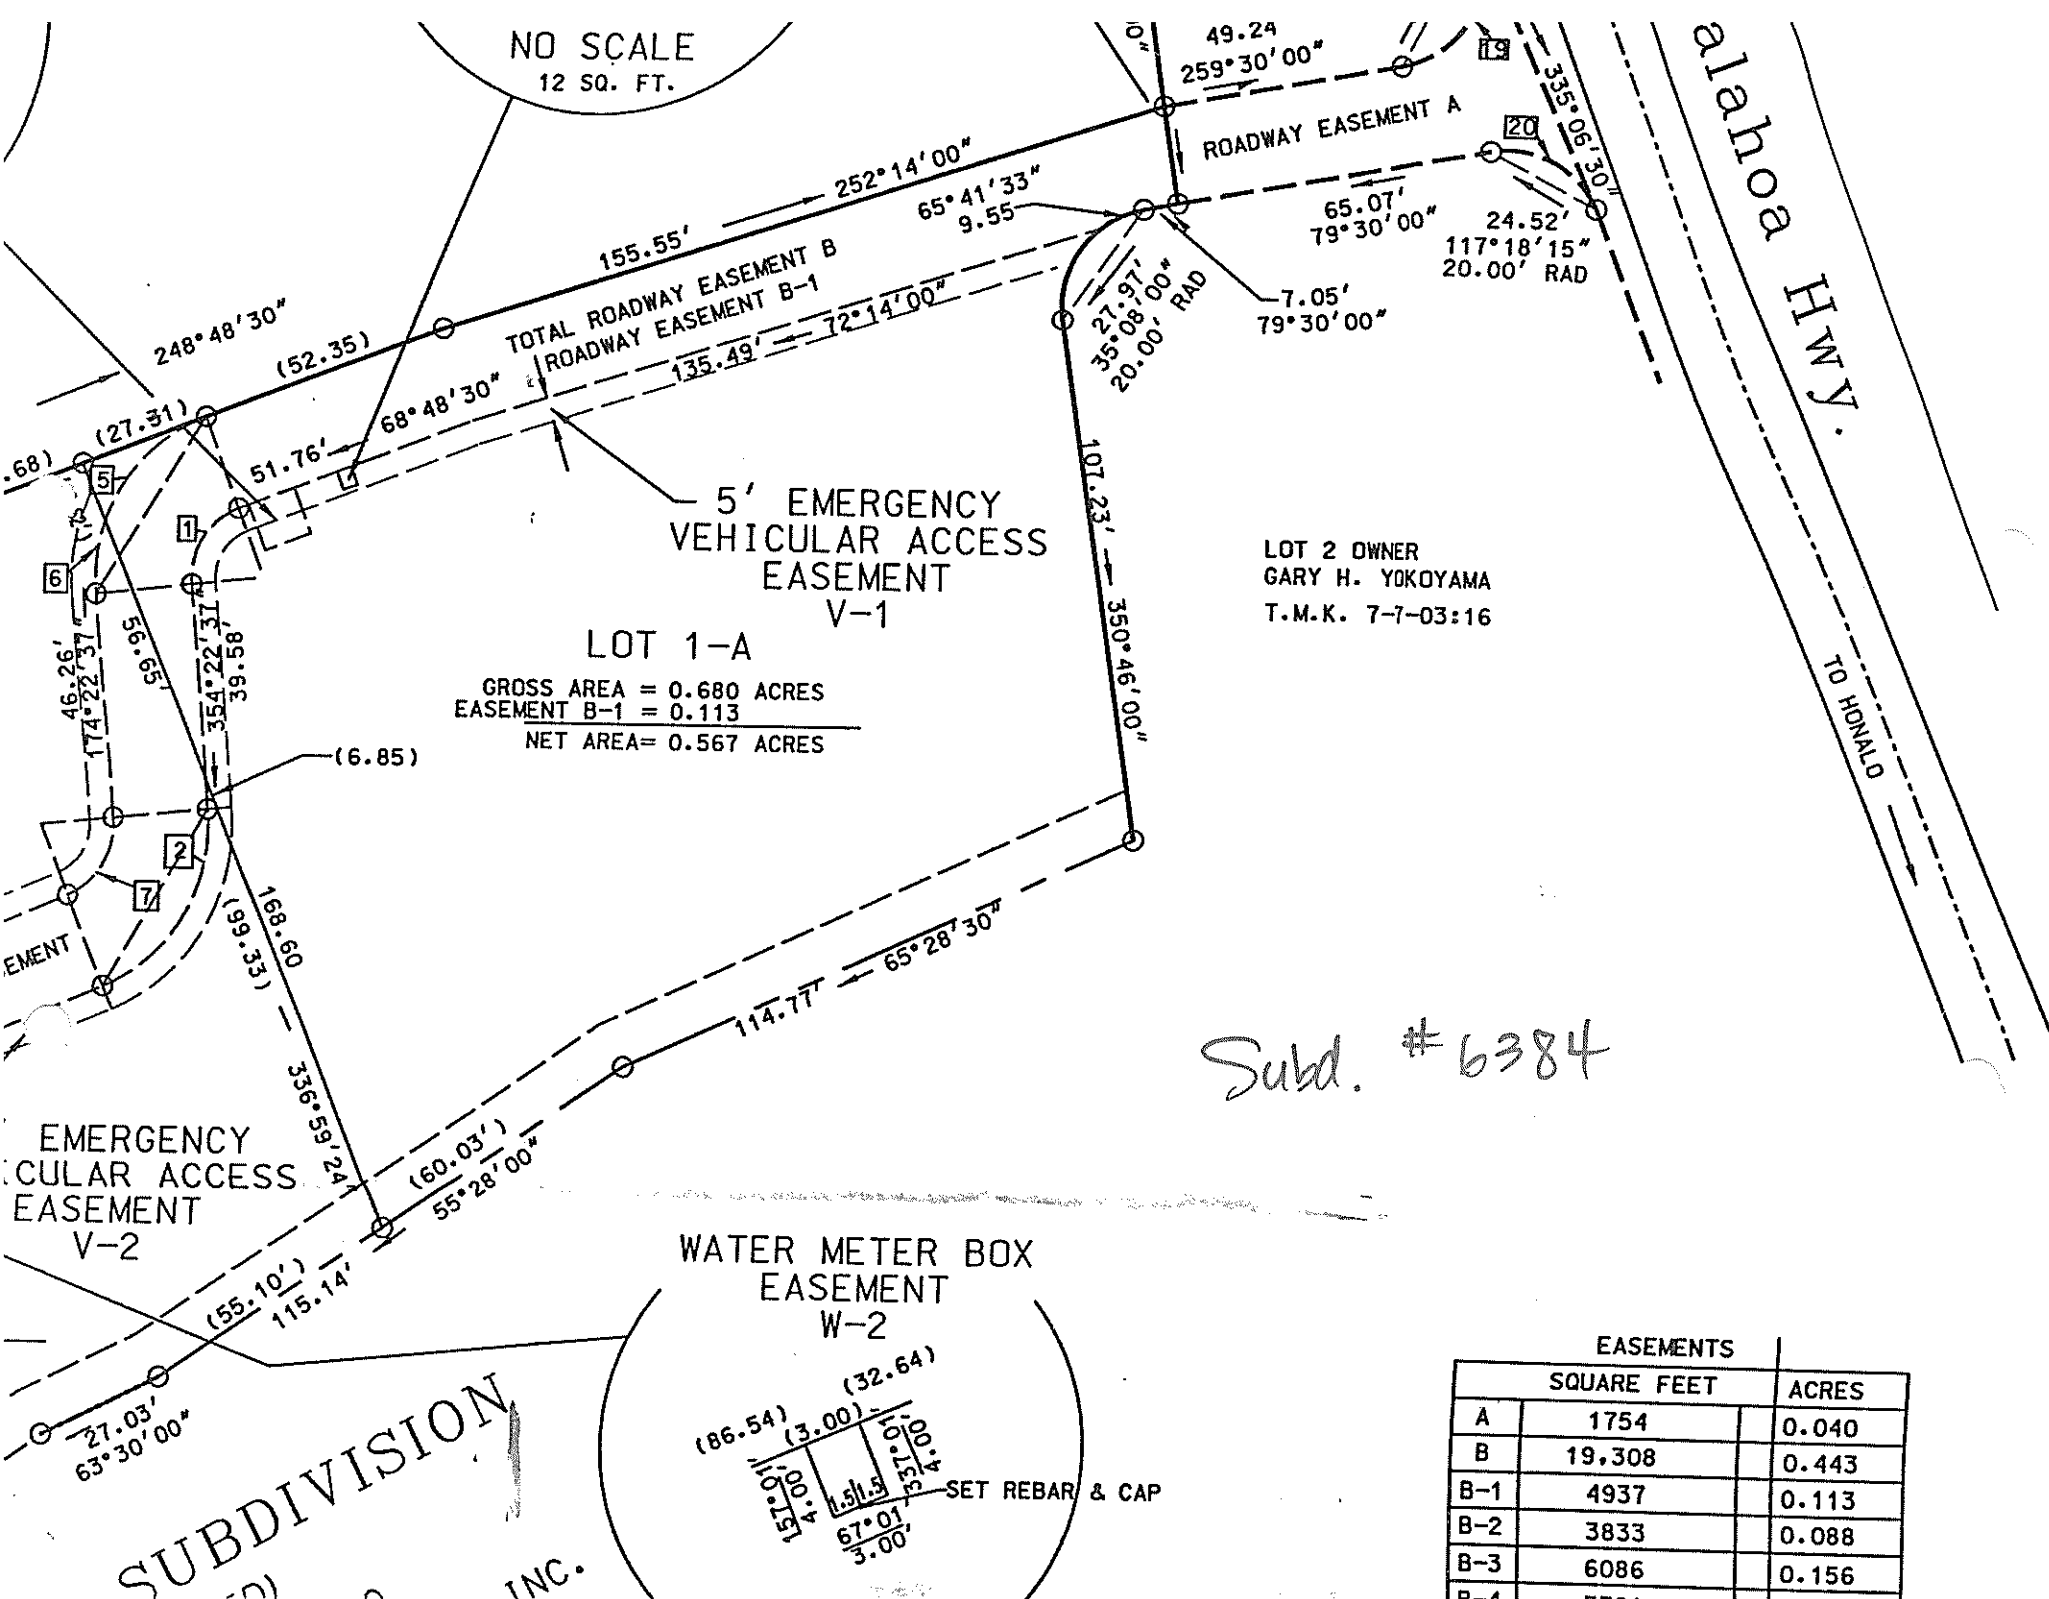 NO SCALE
12 SQ. FT.
49.24
259°30'00"
19
335°06'30"
alahoa Hwy.
ROADWAY EASEMENT A
20
252°14'00"
155.55'
65°41'33"
9.55
65.07'
79°30'00"
24.52'
117°18'15"
20.00' RAD
TOTAL ROADWAY EASEMENT B
ROADWAY EASEMENT B-1
27.97'
35°08'00"
20.00' RAD
7.05'
79°30'00"
248°48'30"
(52.35)
135.49'
72°14'00"
(27.31)
68°48'30"
51.76'
.68)
5
1
6
5' EMERGENCY
VEHICULAR ACCESS
EASEMENT
V-1
107.23'
350°46'00"
LOT 2 OWNER
GARY H. YOKOYAMA
T.M.K. 7-7-03:16
LOT 1-A
GROSS AREA = 0.680 ACRES
EASEMENT B-1 = 0.113
NET AREA= 0.567 ACRES
46.26'
174°22'37"
56.65'
354°22'37"
39.58'
(6.85)
TO HONALO
2
7
168.60
(99.33)
336°59'24"
EMENT
65°28'30"
114.77'
Subd. #6384
EMERGENCY
CULAR ACCESS
EASEMENT
V-2
(60.03')
55°28'00"
(55.10')
115.14'
27.03'
63°30'00"
WATER METER BOX
EASEMENT
W-2
(32.64)
(86.54)
(3.00)
157°01'
4.00'
337°01'
4.00'
1.5 1.5
67°01'
3.00'
SET REBAR & CAP
SUBDIVISION
INC.
EASEMENTS
SQUARE FEET ACRES
A 1754 0.040
B 19,308 0.443
B-1 4937 0.113
B-2 3833 0.088
B-3 6086 0.156